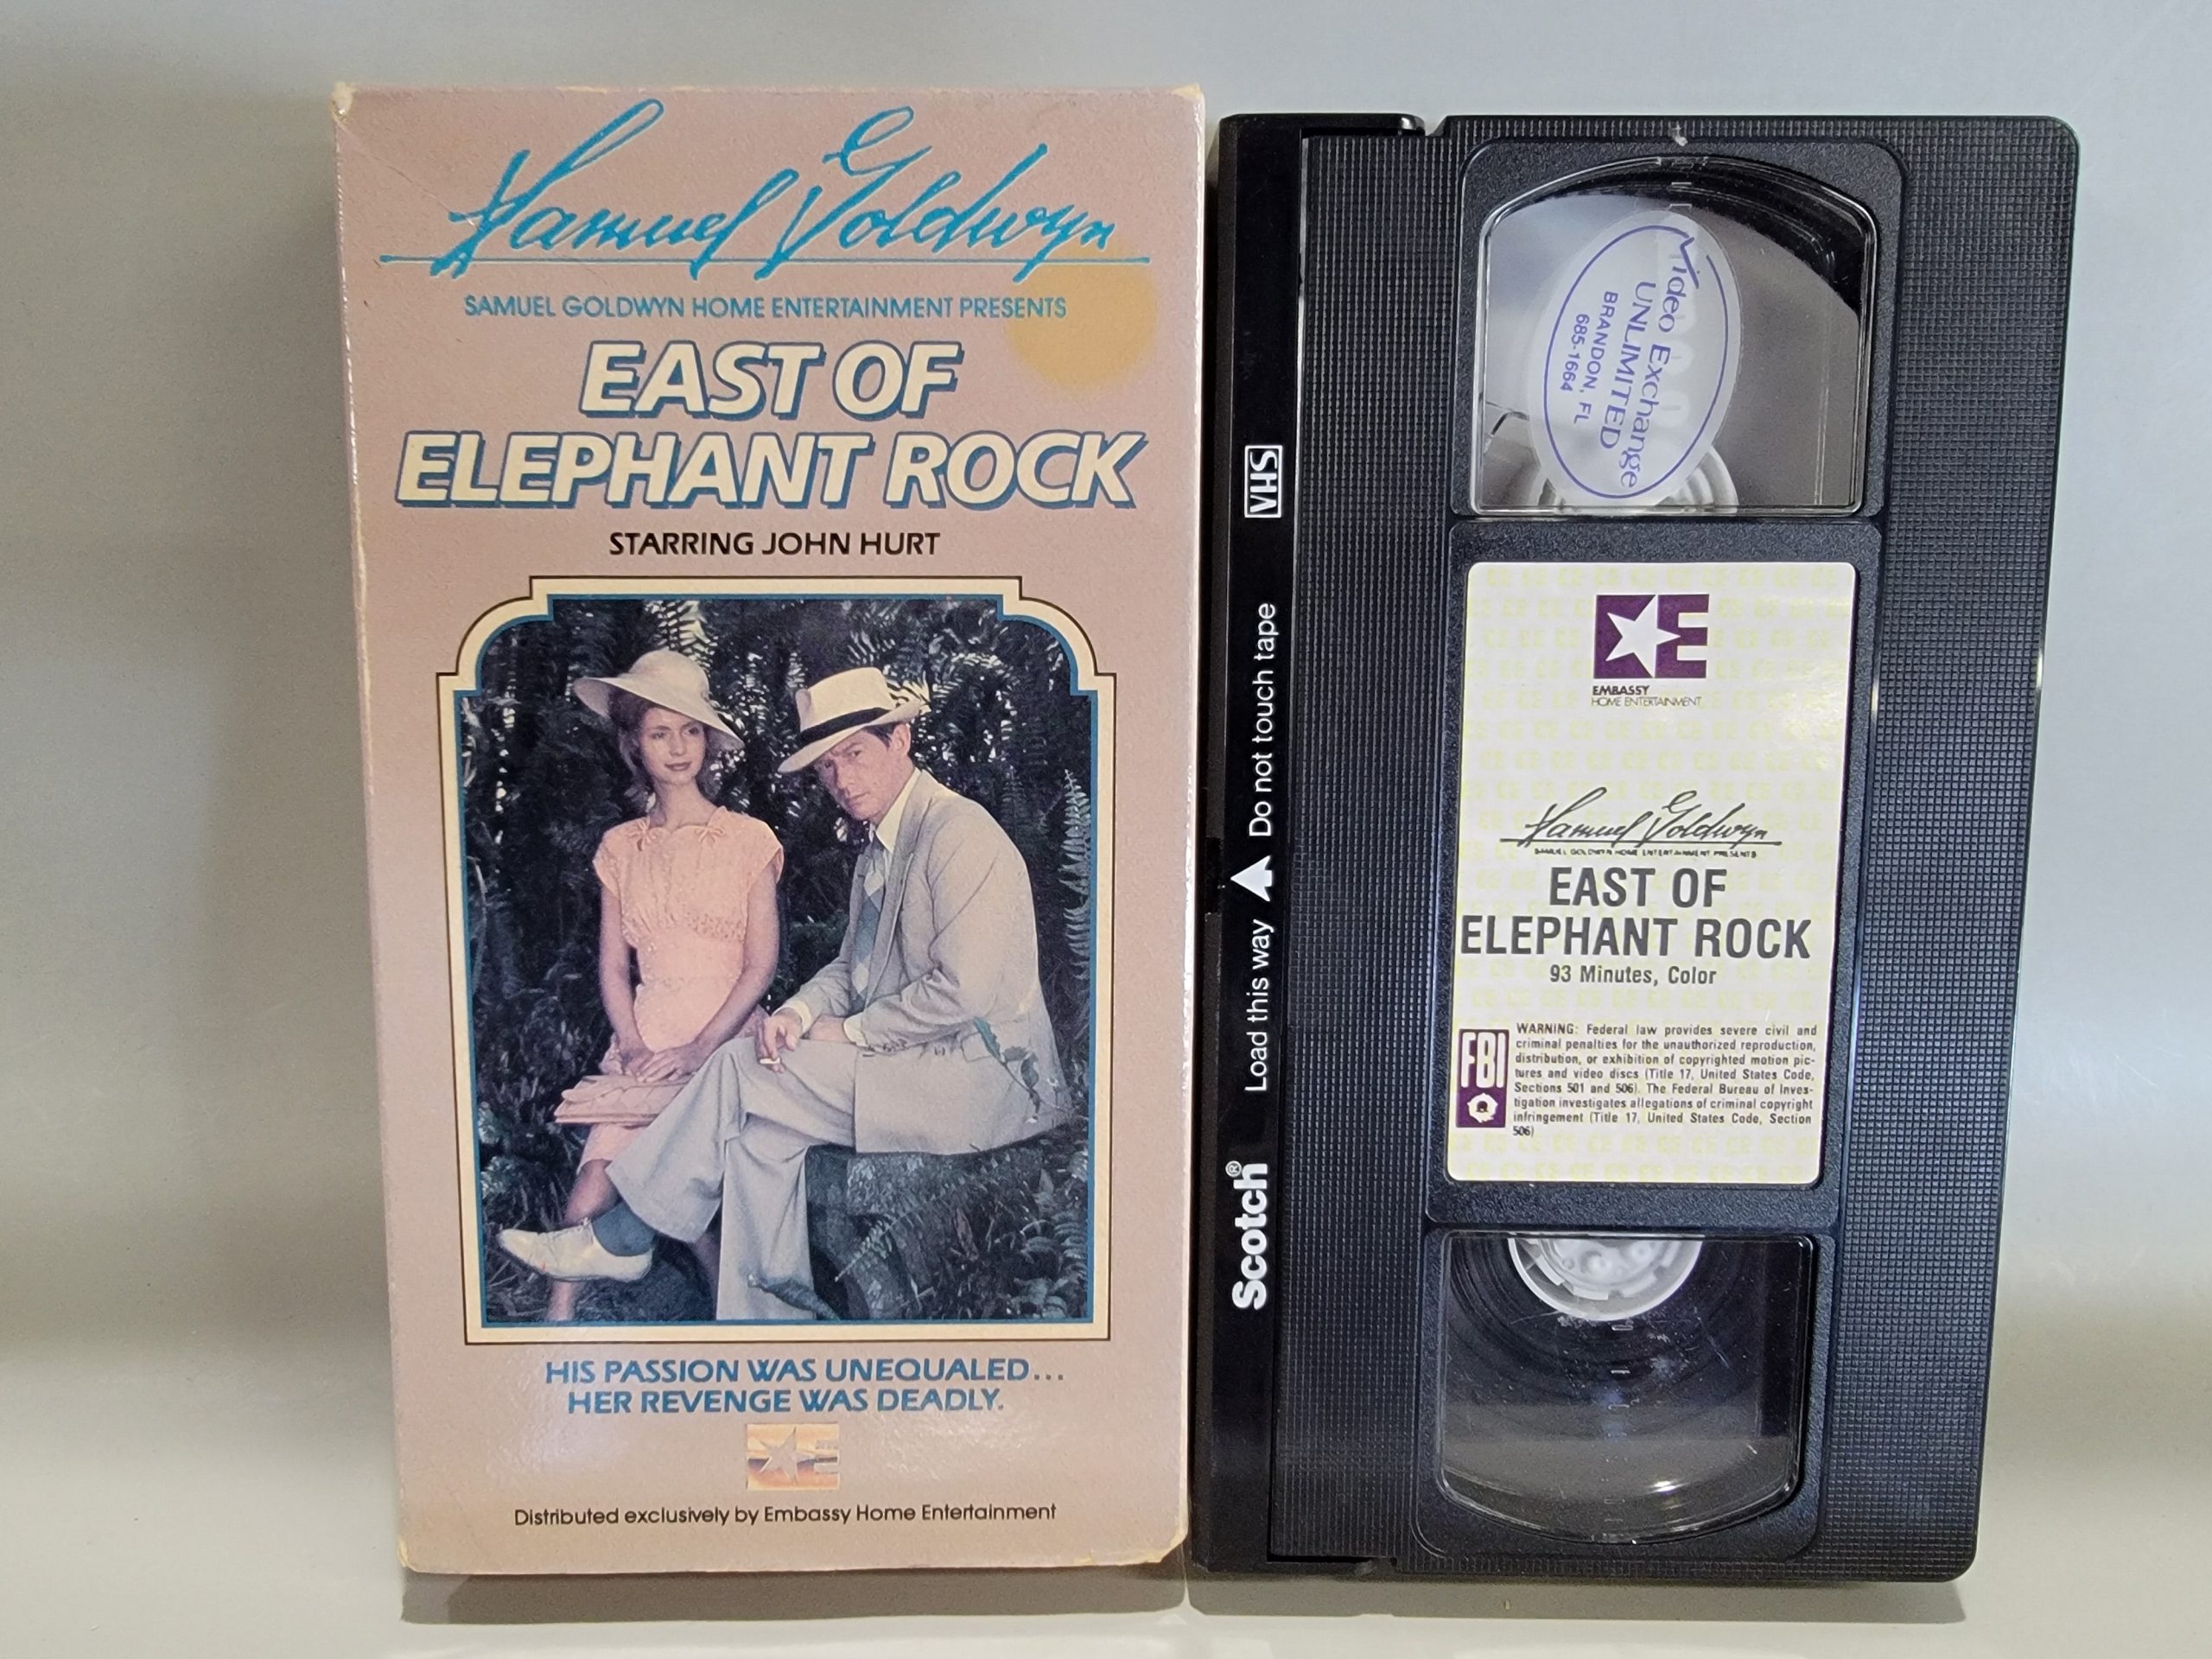 Samuel Goldwyn
SAMUEL GOLDWYN HOME ENTERTAINMENT PRESENTS
EAST OF
ELEPHANT ROCK
STARRING JOHN HURT
HIS PASSION WAS UNEQUALED...
HER REVENGE WAS DEADLY.
E
Distributed exclusively by Embassy Home Entertainment
VHS
Do not touch tape
Load this way
Scotch®
Video Exchange
UNLIMITED
BRANDON, FL
685-1664
E
EMBASSY
HOME ENTERTAINMENT
Samuel Goldwyn
SAMUEL GOLDWYN HOME ENTERTAINMENT PRESENTS
EAST OF
ELEPHANT ROCK
93 Minutes, Color
FBI
WARNING: Federal law provides severe civil and
criminal penalties for the unauthorized reproduction,
distribution, or exhibition of copyrighted motion pic-
tures and video discs (Title 17, United States Code,
Sections 501 and 506). The Federal Bureau of Inves-
tigation investigates allegations of criminal copyright
infringement (Title 17, United States Code, Section
506)